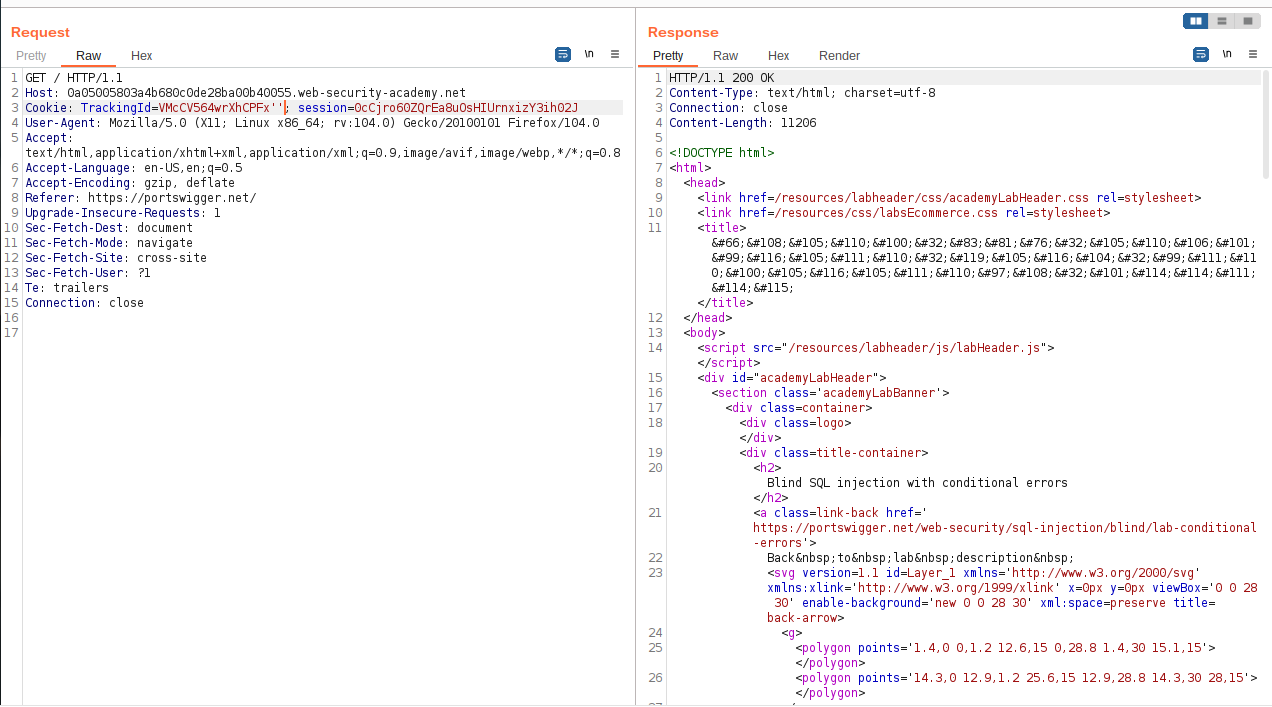 Request
Pretty Raw Hex \n
1 GET / HTTP/1.1
2 Host: 0a05005803a4b680c0de28ba00b40055.web-security-academy.net
3 Cookie: TrackingId=VMcCV564wrXhCPFx''; session=0cCjro60ZQrEa8uOsHIUrnxizY3ih02J
4 User-Agent: Mozilla/5.0 (X11; Linux x86_64; rv:104.0) Gecko/20100101 Firefox/104.0
5 Accept:
text/html,application/xhtml+xml,application/xml;q=0.9,image/avif,image/webp,*/*;q=0.8
6 Accept-Language: en-US,en;q=0.5
7 Accept-Encoding: gzip, deflate
8 Referer: https://portswigger.net/
9 Upgrade-Insecure-Requests: 1
10 Sec-Fetch-Dest: document
11 Sec-Fetch-Mode: navigate
12 Sec-Fetch-Site: cross-site
13 Sec-Fetch-User: ?1
14 Te: trailers
15 Connection: close
16
17
Response
Pretty Raw Hex Render \n
1 HTTP/1.1 200 OK
2 Content-Type: text/html; charset=utf-8
3 Connection: close
4 Content-Length: 11206
5
6 <!DOCTYPE html>
7 <html>
8 <head>
9 <link href=/resources/labheader/css/academyLabHeader.css rel=stylesheet>
10 <link href=/resources/css/labsEcommerce.css rel=stylesheet>
11 <title>
&#66;&#108;&#105;&#110;&#100;&#32;&#83;&#81;&#76;&#32;&#105;&#110;&#106;&#101;
&#99;&#116;&#105;&#111;&#110;&#32;&#119;&#105;&#116;&#104;&#32;&#99;&#111;&#11
0;&#100;&#105;&#116;&#105;&#111;&#110;&#97;&#108;&#32;&#101;&#114;&#114;&#111;
&#114;&#115;
</title>
12 </head>
13 <body>
14 <script src="/resources/labheader/js/labHeader.js">
</script>
15 <div id="academyLabHeader">
16 <section class='academyLabBanner'>
17 <div class=container>
18 <div class=logo>
</div>
19 <div class=title-container>
20 <h2>
Blind SQL injection with conditional errors
</h2>
21 <a class=link-back href='
https://portswigger.net/web-security/sql-injection/blind/lab-conditional
-errors'>
22 Back&nbsp;to&nbsp;lab&nbsp;description&nbsp;
23 <svg version=1.1 id=Layer_1 xmlns='http://www.w3.org/2000/svg'
xmlns:xlink='http://www.w3.org/1999/xlink' x=0px y=0px viewBox='0 0 28
30' enable-background='new 0 0 28 30' xml:space=preserve title=
back-arrow>
24 <g>
25 <polygon points='1.4,0 0,1.2 12.6,15 0,28.8 1.4,30 15.1,15'>
</polygon>
26 <polygon points='14.3,0 12.9,1.2 25.6,15 12.9,28.8 14.3,30 28,15'>
</polygon>